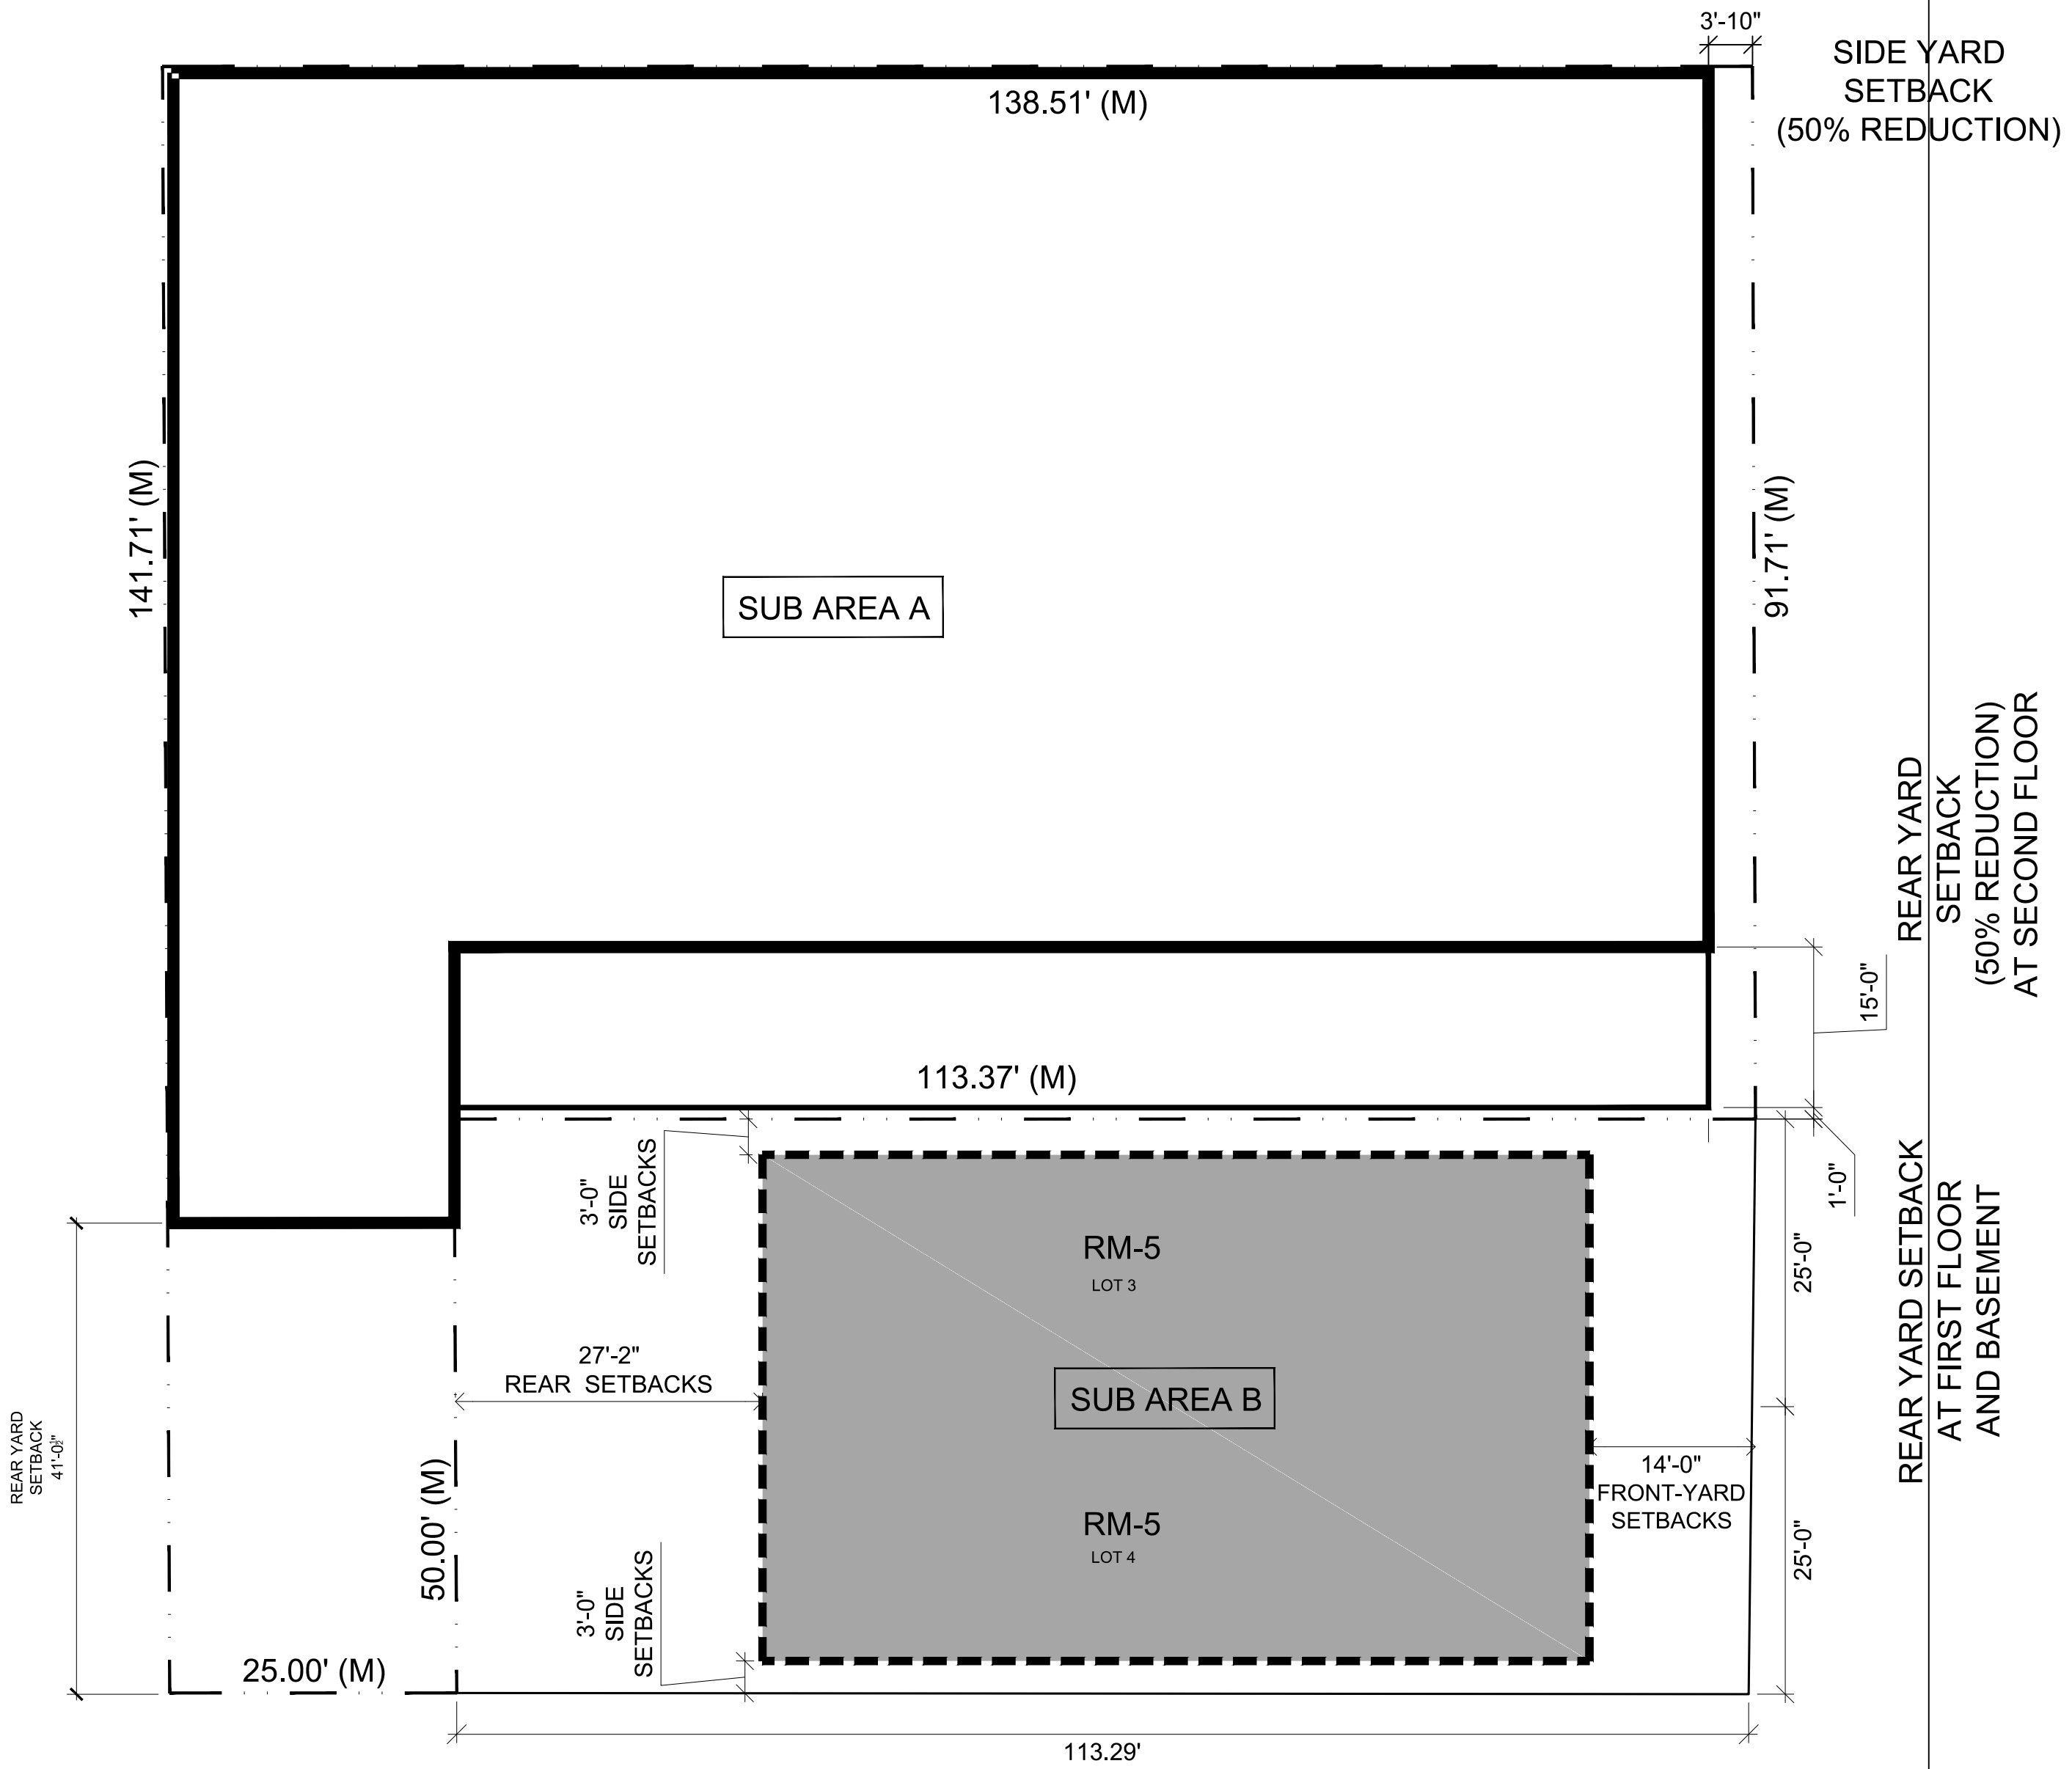 3'-10"
SIDE YARD
SETBACK
(50% REDUCTION)
138.51' (M)
141.71' (M)
91.71' (M)
SUB AREA A
REAR YARD
SETBACK
(50% REDUCTION)
AT SECOND FLOOR
15'-0"
113.37' (M)
3'-0"
SIDE
SETBACKS
1'-0"
REAR YARD SETBACK
AT FIRST FLOOR
AND BASEMENT
25'-0"
RM-5
LOT 3
27'-2"
REAR SETBACKS
SUB AREA B
REAR YARD
SETBACK
41'-0½"
50.00' (M)
14'-0"
FRONT-YARD
SETBACKS
RM-5
LOT 4
25'-0"
3'-0"
SIDE
SETBACKS
25.00' (M)
113.29'